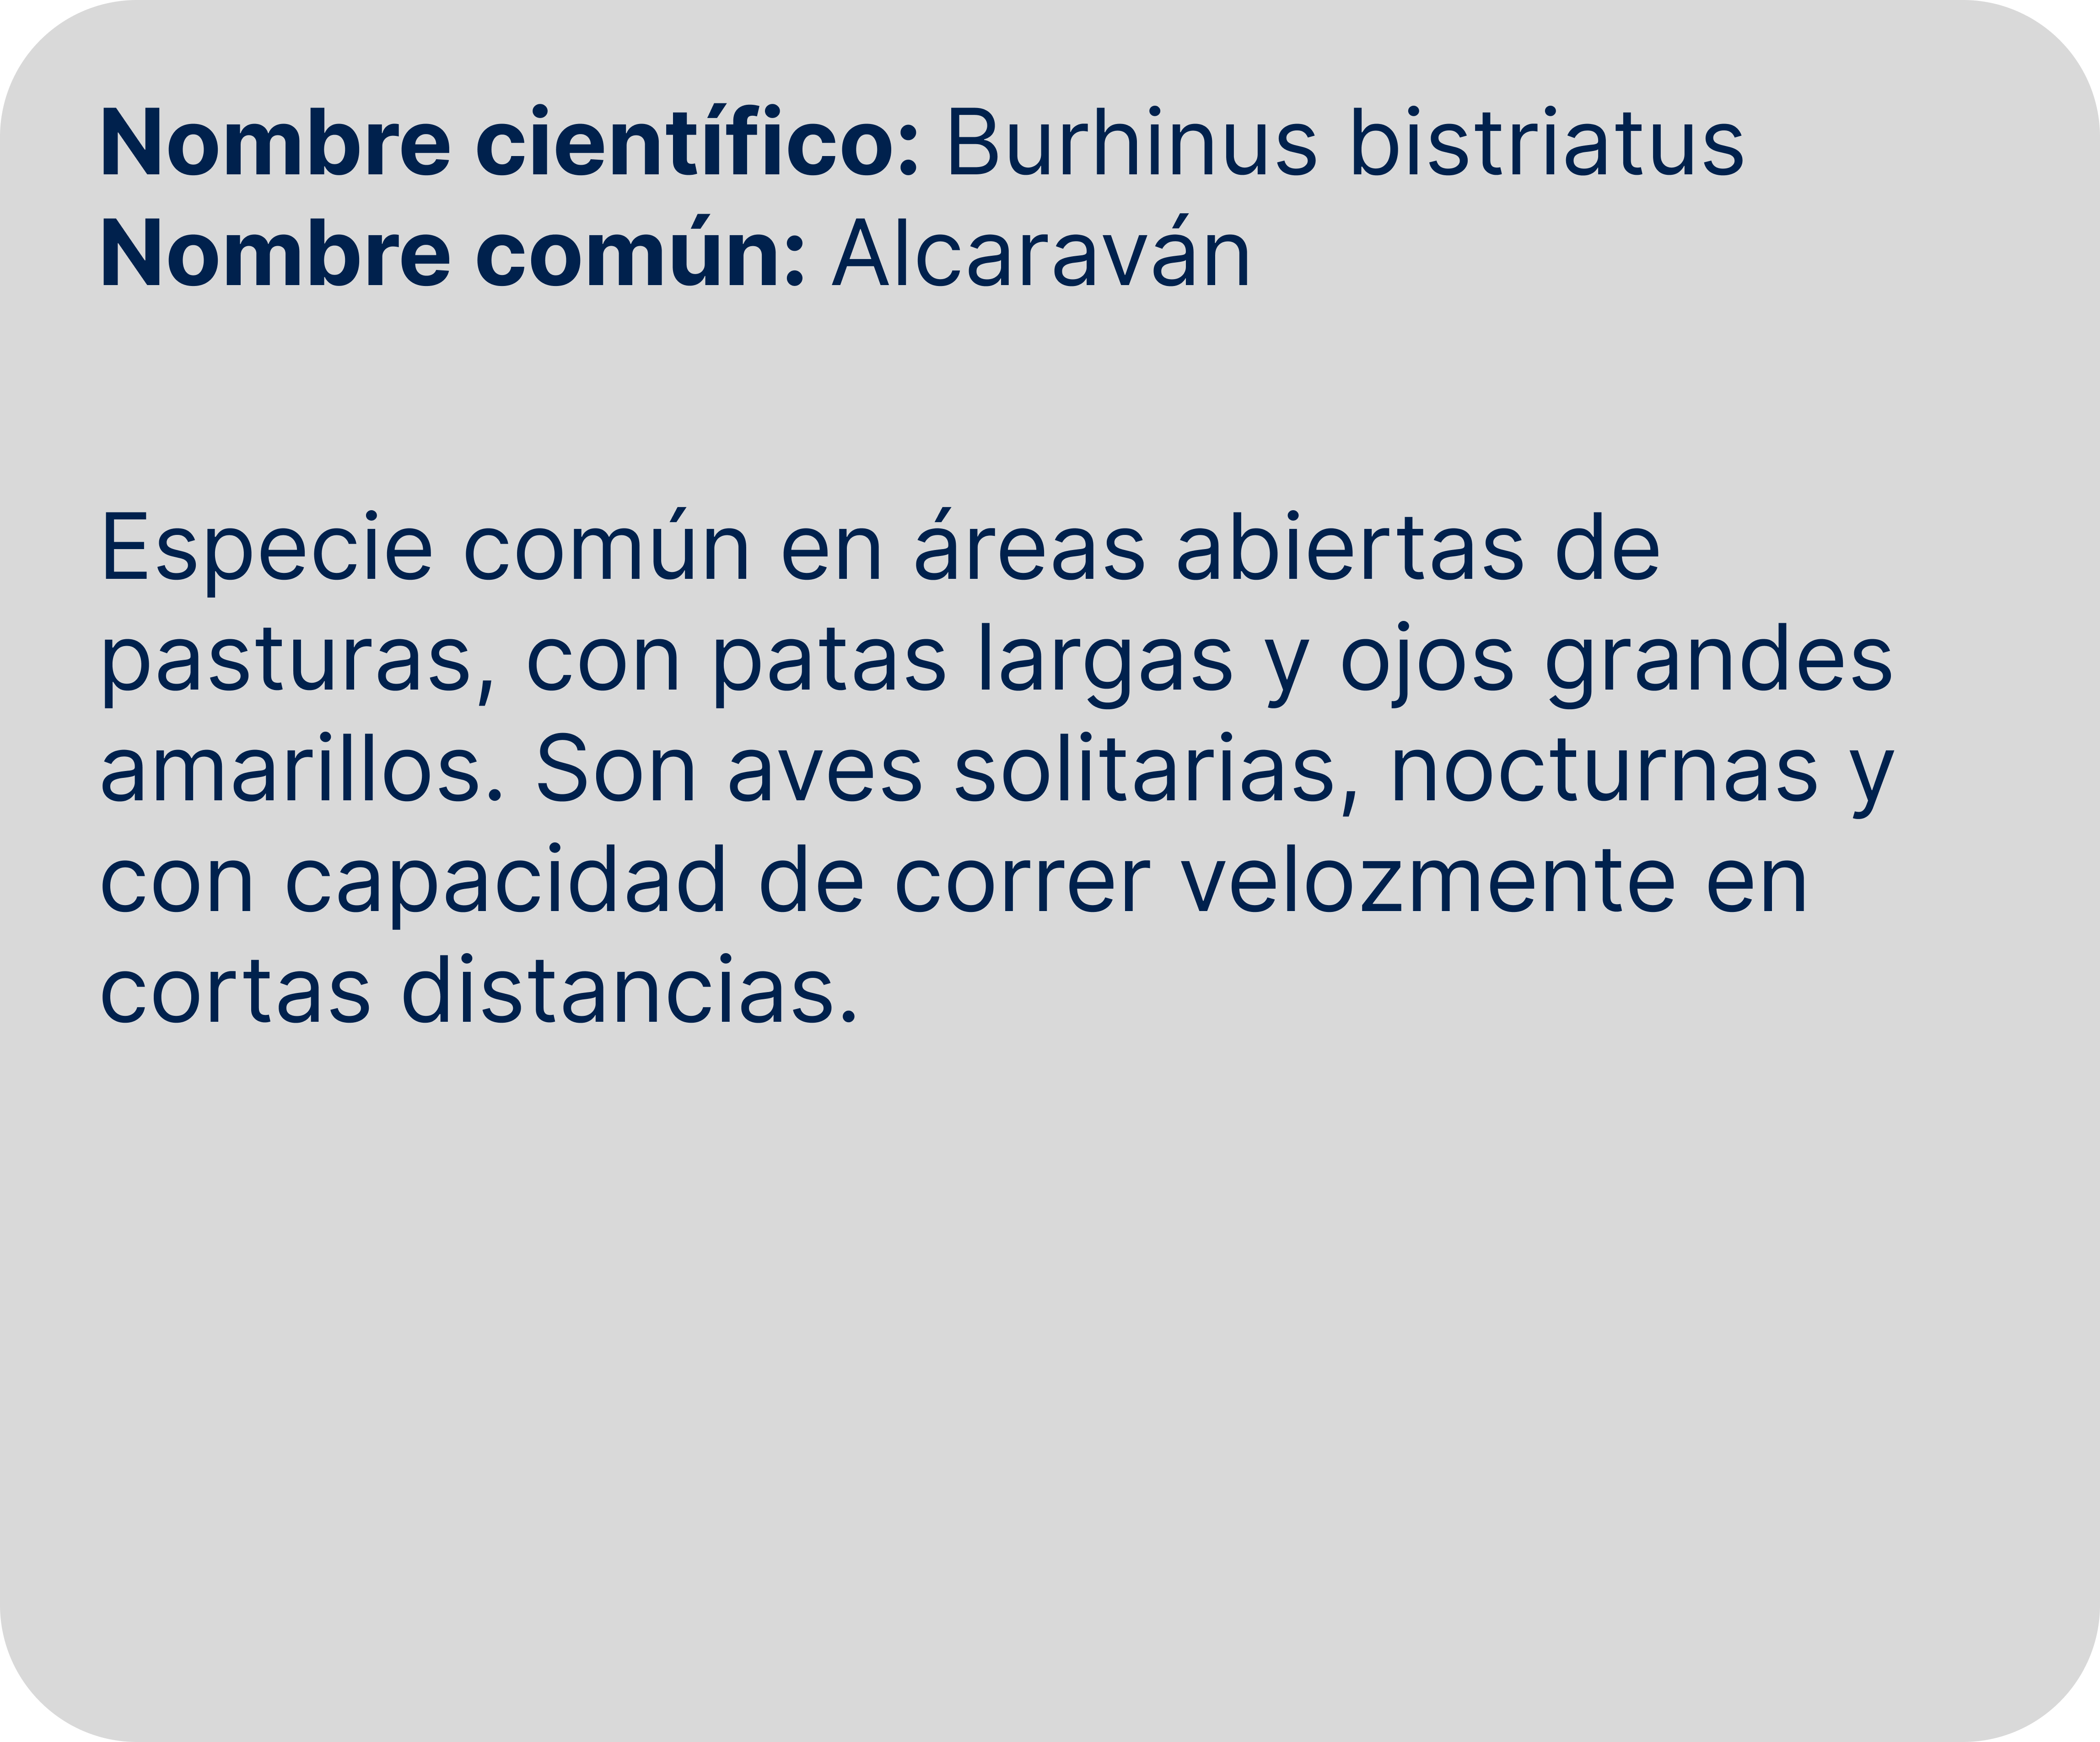 Nombre científico: Burhinus bistriatus
Nombre común: Alcaraván
Especie común en áreas abiertas de
pasturas, con patas largas y ojos grandes
amarillos. Son aves solitarias, nocturnas y
con capacidad de correr velozmente en
cortas distancias.